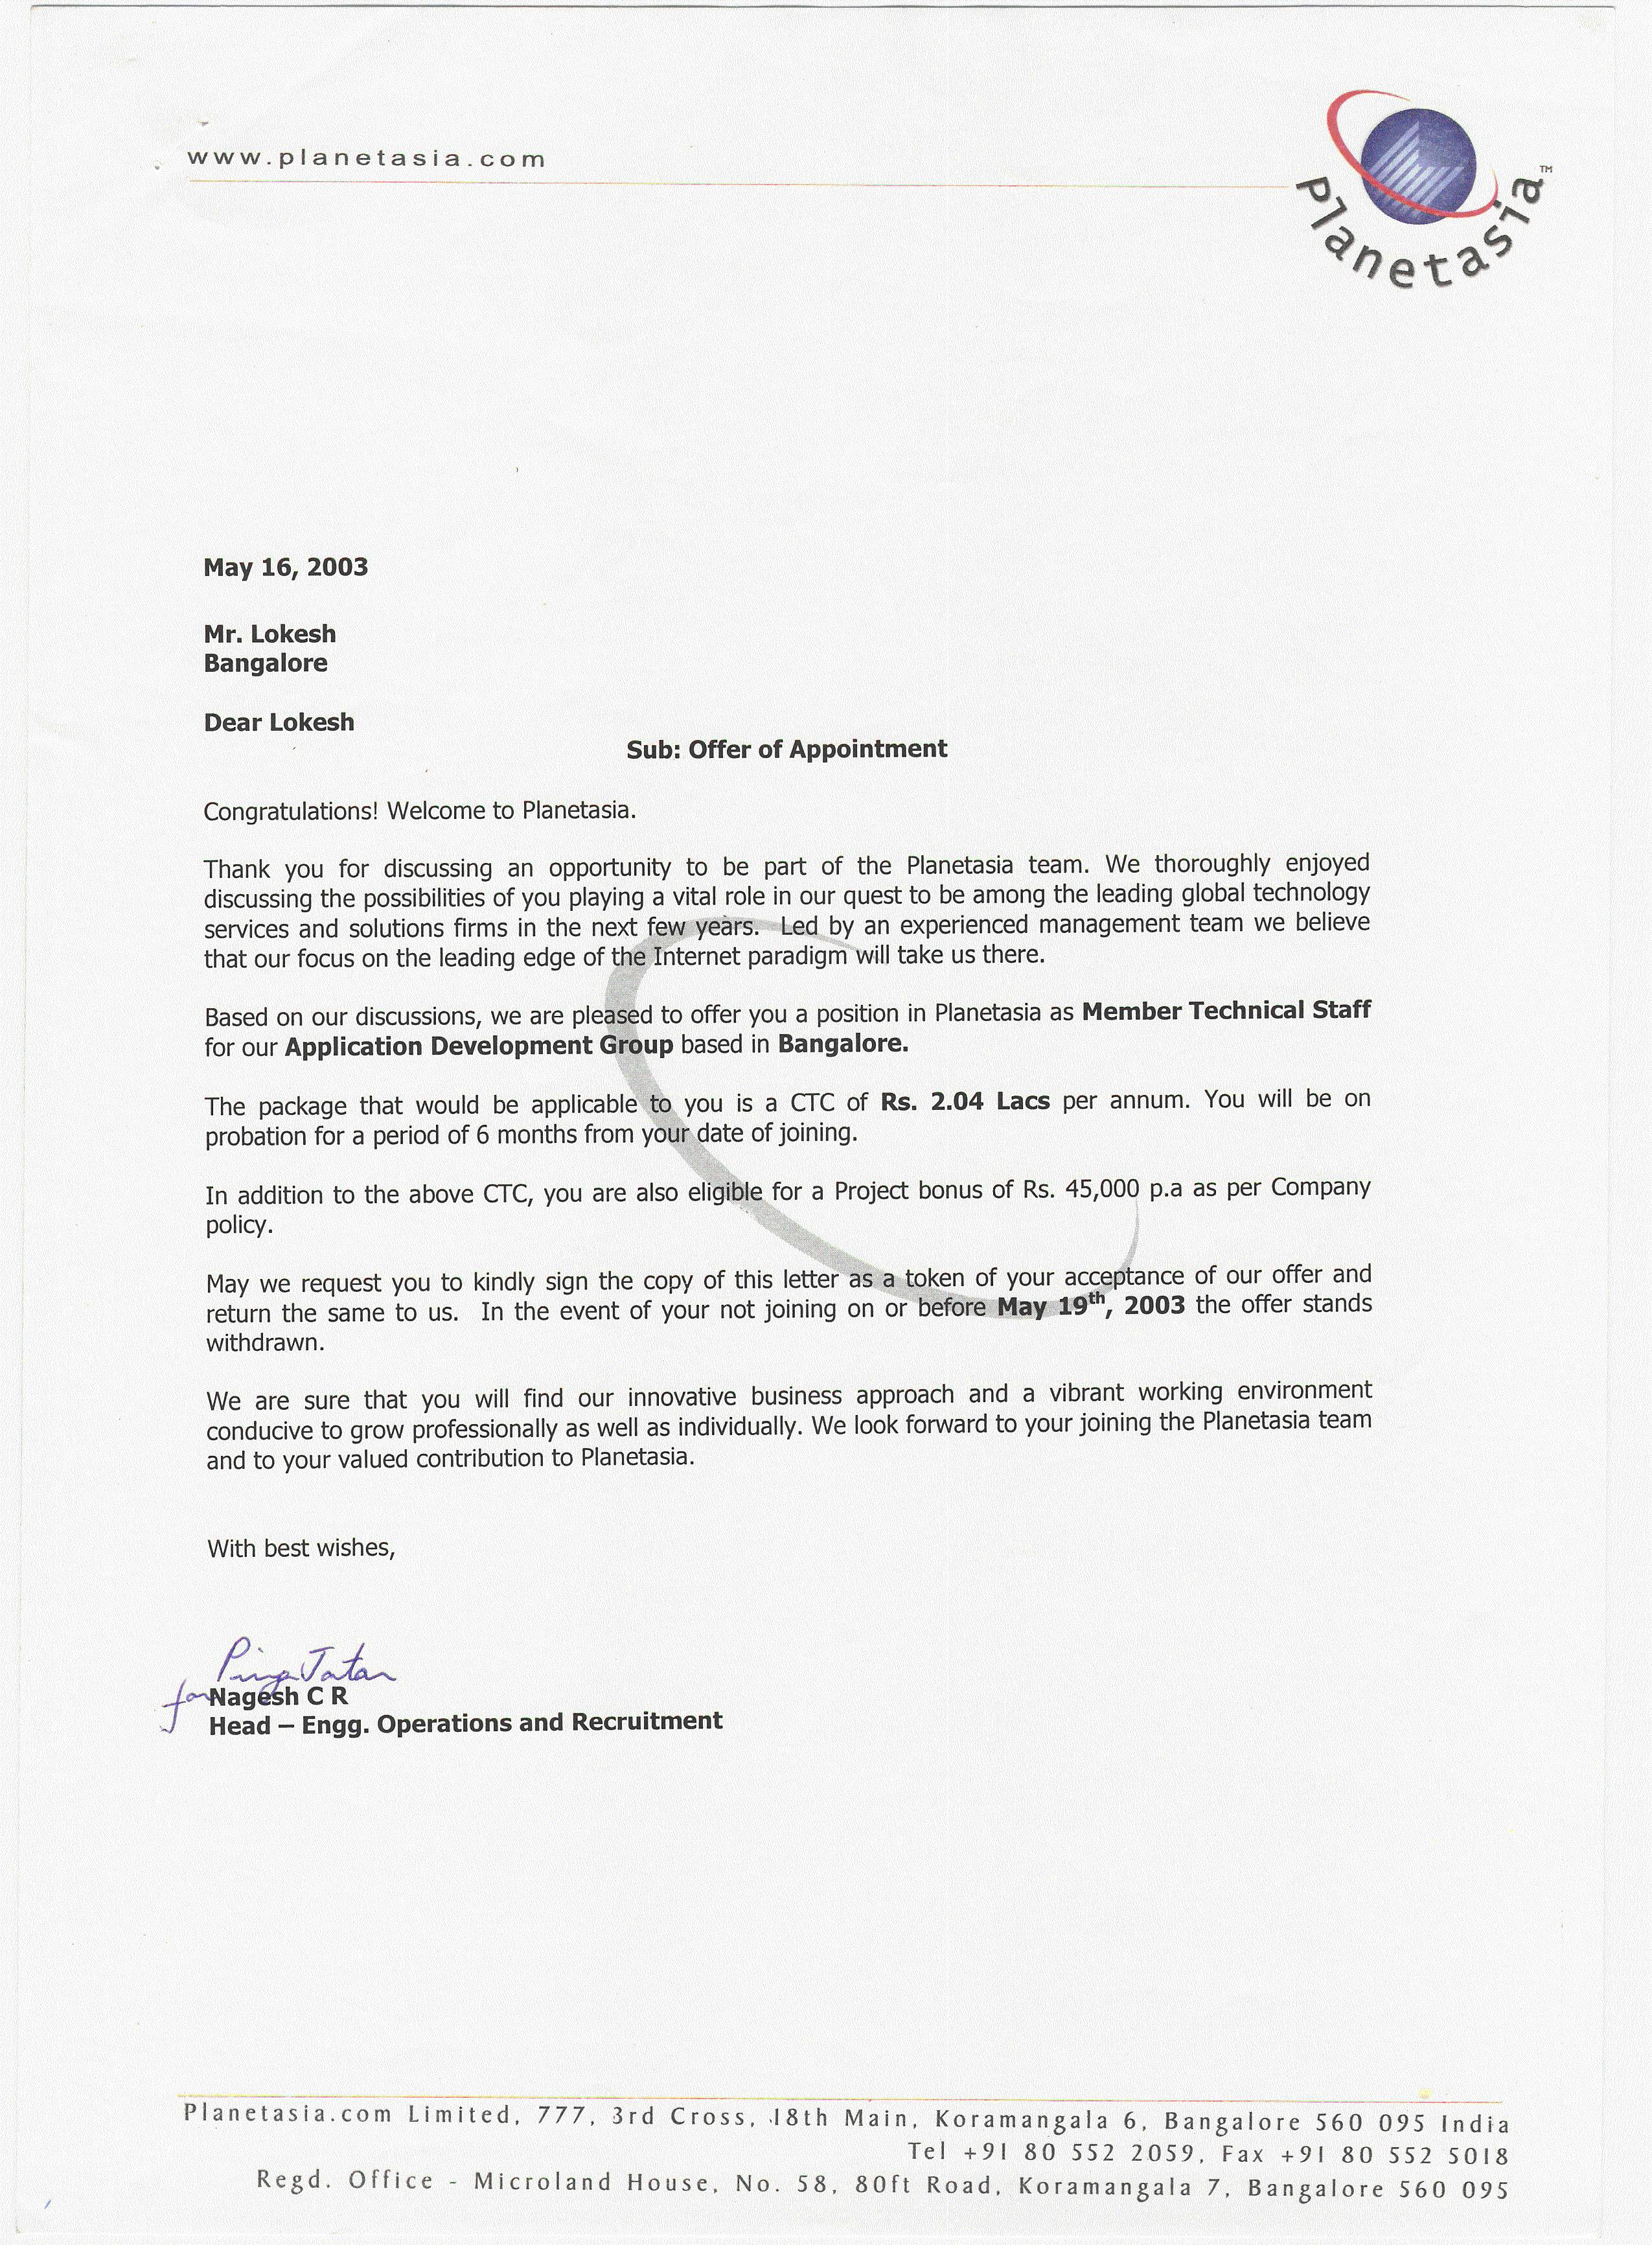 www.planetasia.com
Planetasia™
May 16, 2003
Mr. Lokesh
Bangalore
Dear Lokesh
Sub: Offer of Appointment
Congratulations! Welcome to Planetasia.
Thank you for discussing an opportunity to be part of the Planetasia team. We thoroughly enjoyed
discussing the possibilities of you playing a vital role in our quest to be among the leading global technology
services and solutions firms in the next few years. Led by an experienced management team we believe
that our focus on the leading edge of the Internet paradigm will take us there.
Based on our discussions, we are pleased to offer you a position in Planetasia as Member Technical Staff
for our Application Development Group based in Bangalore.
The package that would be applicable to you is a CTC of Rs. 2.04 Lacs per annum. You will be on
probation for a period of 6 months from your date of joining.
In addition to the above CTC, you are also eligible for a Project bonus of Rs. 45,000 p.a as per Company
policy.
May we request you to kindly sign the copy of this letter as a token of your acceptance of our offer and
return the same to us. In the event of your not joining on or before May 19th, 2003 the offer stands
withdrawn.
We are sure that you will find our innovative business approach and a vibrant working environment
conducive to grow professionally as well as individually. We look forward to your joining the Planetasia team
and to your valued contribution to Planetasia.
With best wishes,
for Nagesh C R
Head – Engg. Operations and Recruitment
Planetasia.com Limited, 777, 3rd Cross, 18th Main, Koramangala 6, Bangalore 560 095 India
Tel +91 80 552 2059, Fax +91 80 552 5018
Regd. Office - Microland House, No. 58, 80ft Road, Koramangala 7, Bangalore 560 095